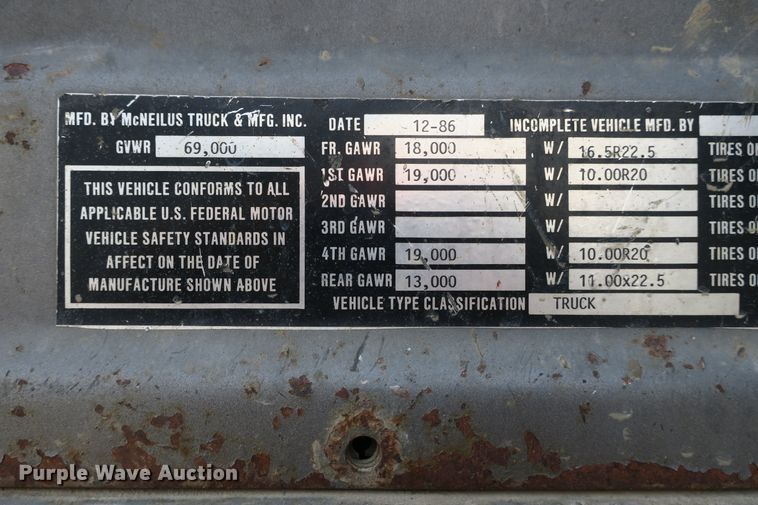 MFD. BY McNEILUS TRUCK & MFG. INC. DATE 12-86 INCOMPLETE VEHICLE MFD. BY
GVWR 69,000 FR. GAWR 18,000 W/ 16.5R22.5 TIRES
1ST GAWR 19,000 W/ 10.00R20 TIRES
THIS VEHICLE CONFORMS TO ALL
APPLICABLE U.S. FEDERAL MOTOR
VEHICLE SAFETY STANDARDS IN
AFFECT ON THE DATE OF
MANUFACTURE SHOWN ABOVE
2ND GAWR W/ TIRES
3RD GAWR W/ TIRES
4TH GAWR 19,000 W/ 10.00R20 TIRES
REAR GAWR 13,000 W/ 11.00x22.5 TIRES
VEHICLE TYPE CLASSIFICATION TRUCK
Purple Wave Auction